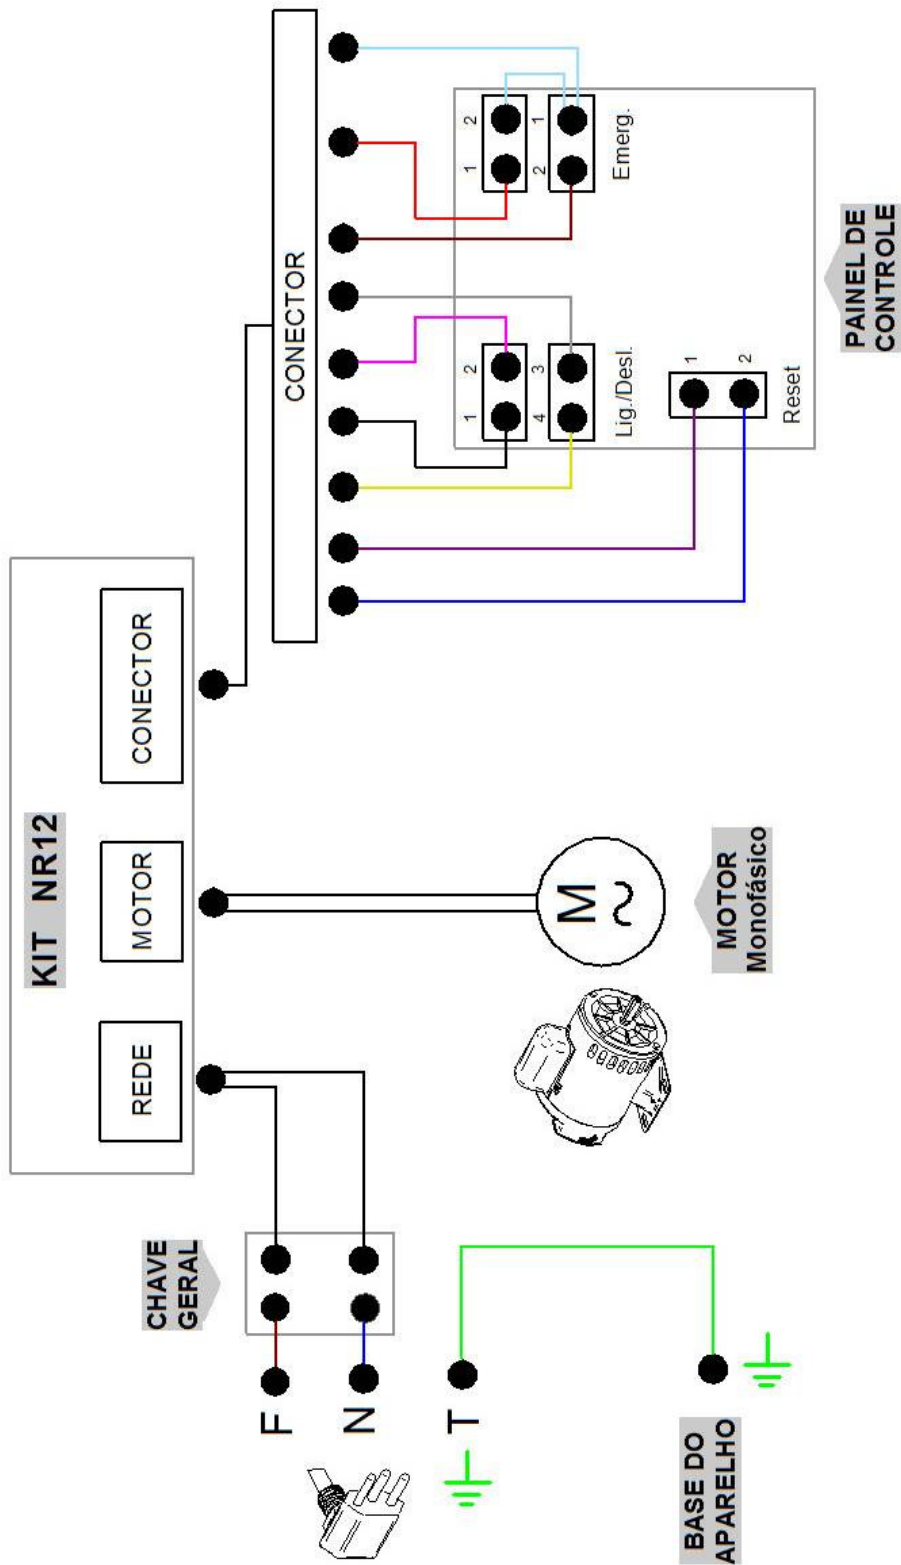 KIT NR12
REDE
MOTOR
CONECTOR
CONECTOR
CHAVE
GERAL
F
N
T
BASE DO
APARELHO
M
MOTOR
Monofásico
1
2
4
3
Lig./Desl.
1
2
2
1
Emerg.
1
2
Reset
PAINEL DE
CONTROLE